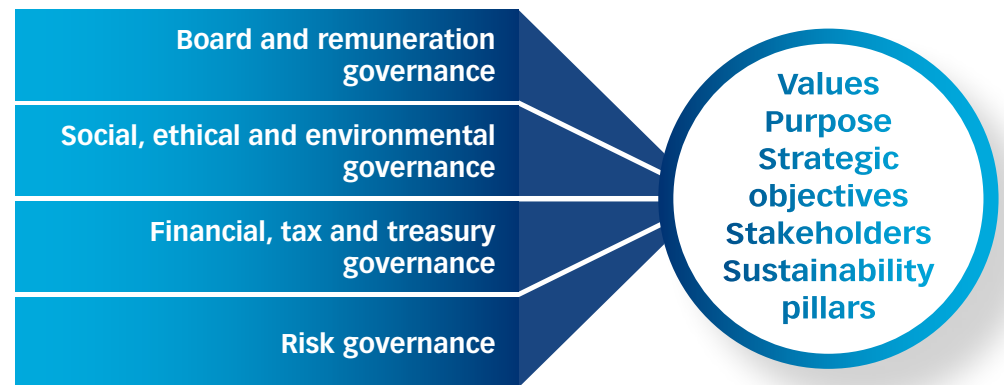 Board and remuneration
governance
Social, ethical and environmental
governance
Financial, tax and treasury
governance
Risk governance
Values
Purpose
Strategic
objectives
Stakeholders
Sustainability
pillars